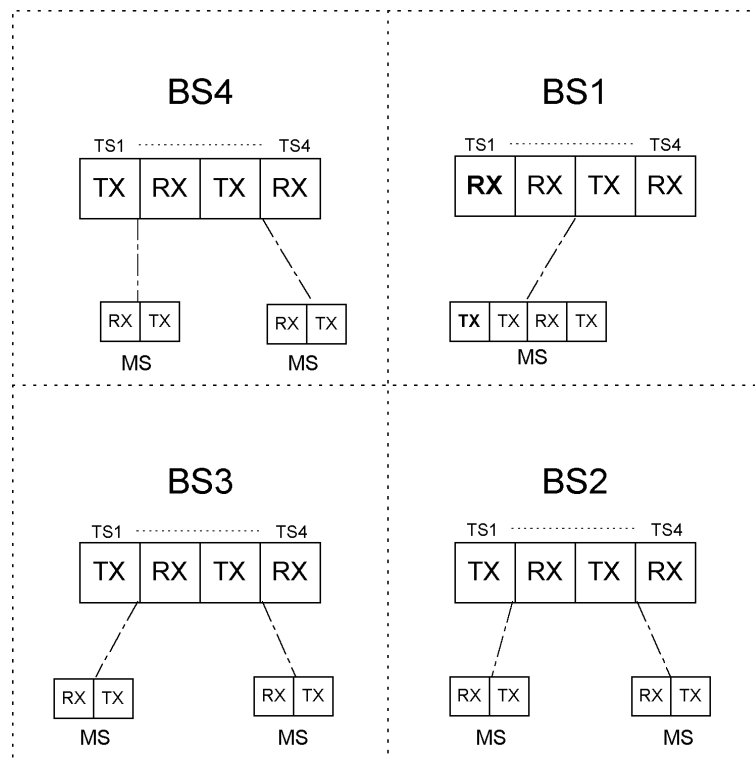 BS4
TS1 TS4
TX RX TX RX
RX TX
MS
RX TX
MS
BS1
TS1 TS4
RX RX TX RX
TX TX RX TX
MS
BS3
TS1 TS4
TX RX TX RX
RX TX
MS
RX TX
MS
BS2
TS1 TS4
TX RX TX RX
RX TX
MS
RX TX
MS